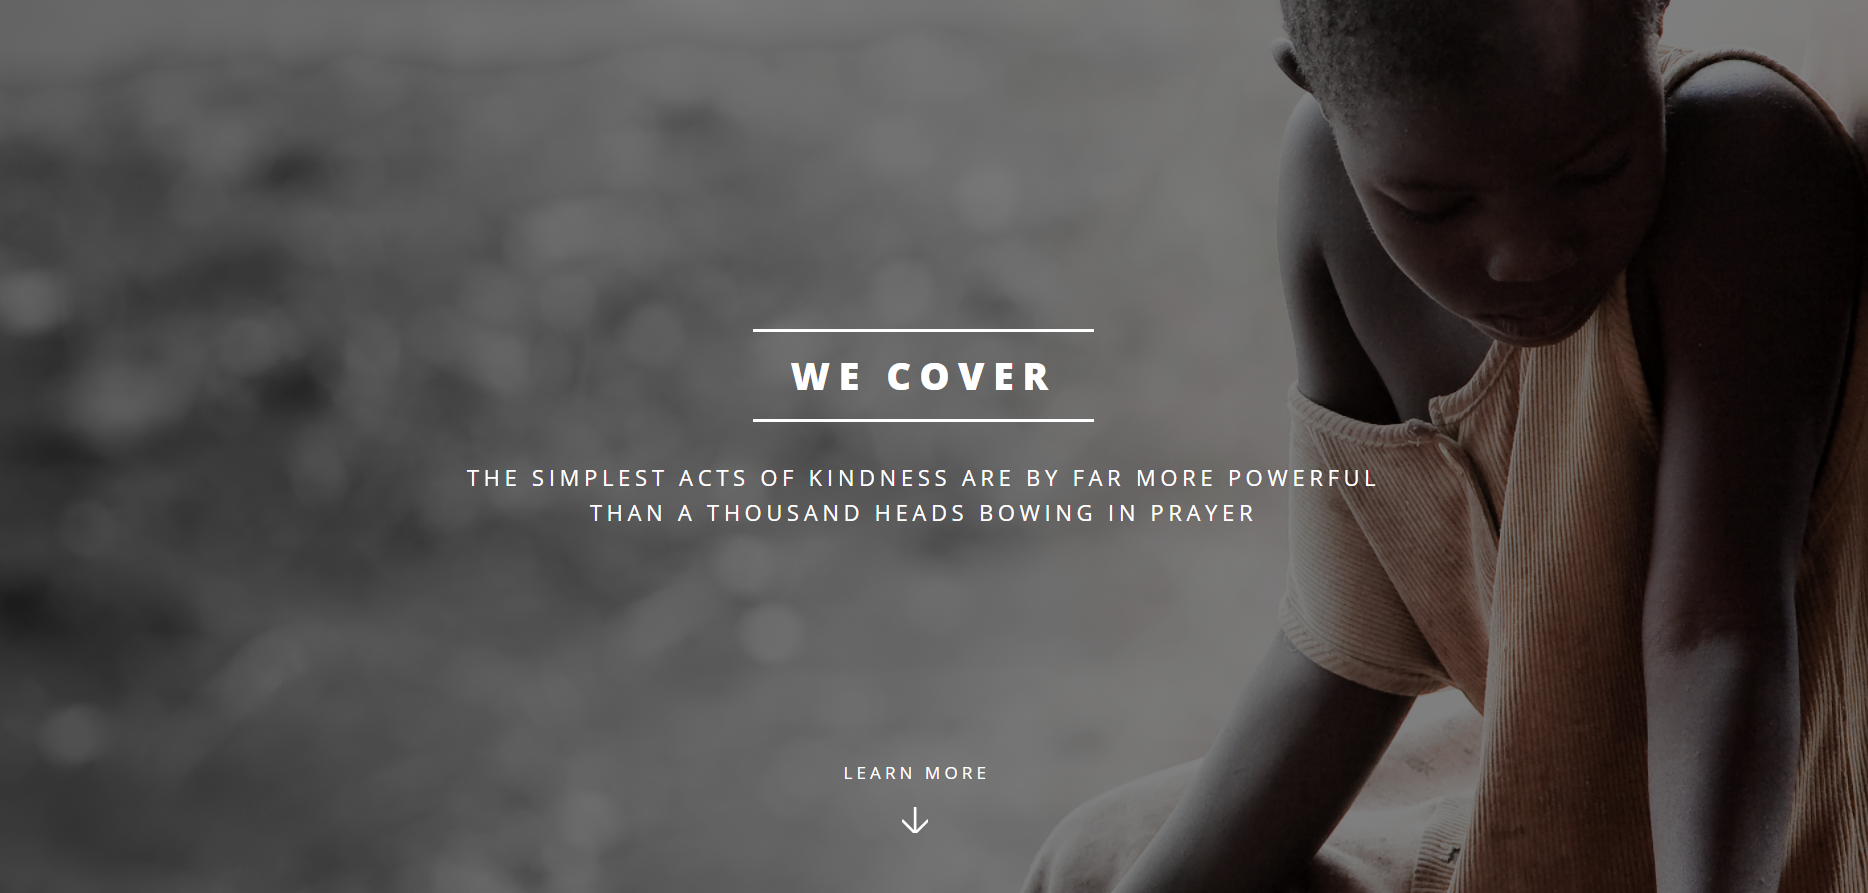 WE COVER
THE SIMPLEST ACTS OF KINDNESS ARE BY FAR MORE POWERFUL
THAN A THOUSAND HEADS BOWING IN PRAYER
LEARN MORE